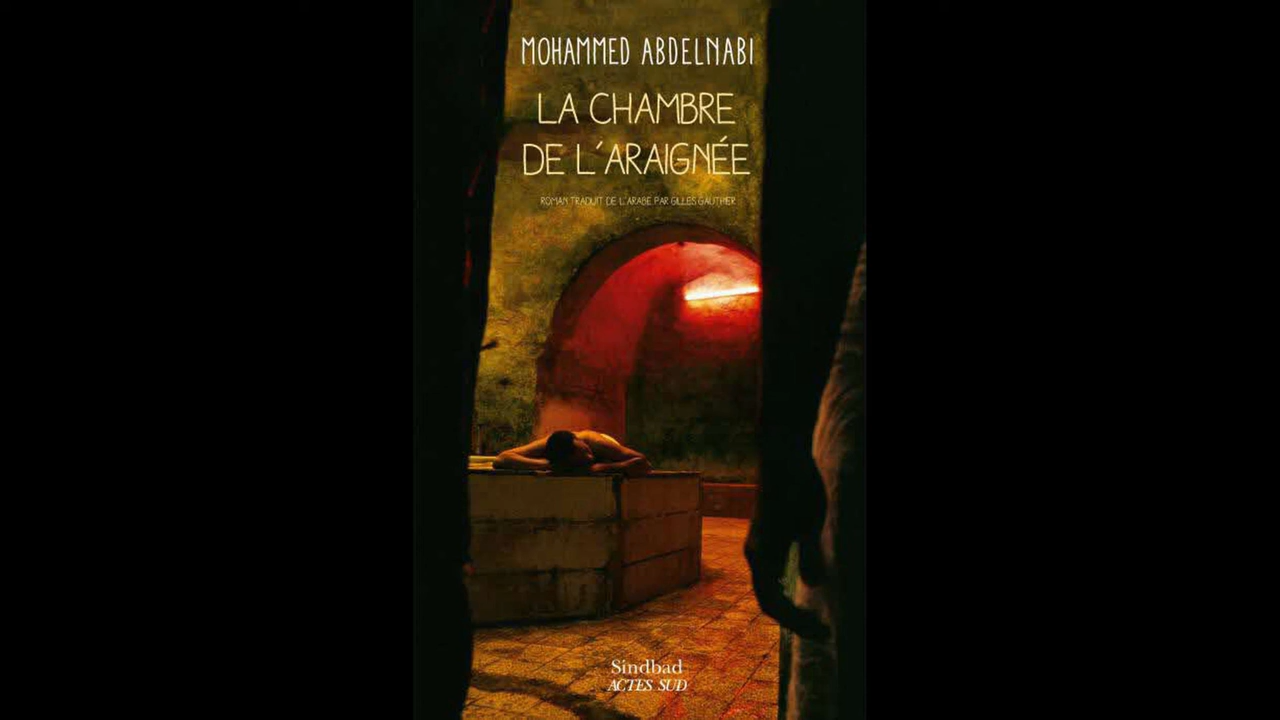 MOHAMMED ABDELNABI
LA CHAMBRE
DE L'ARAIGNÉE
ROMAN TRADUIT DE L'ARABE PAR GILLES GAUTHIER
Sindbad
ACTES SUD